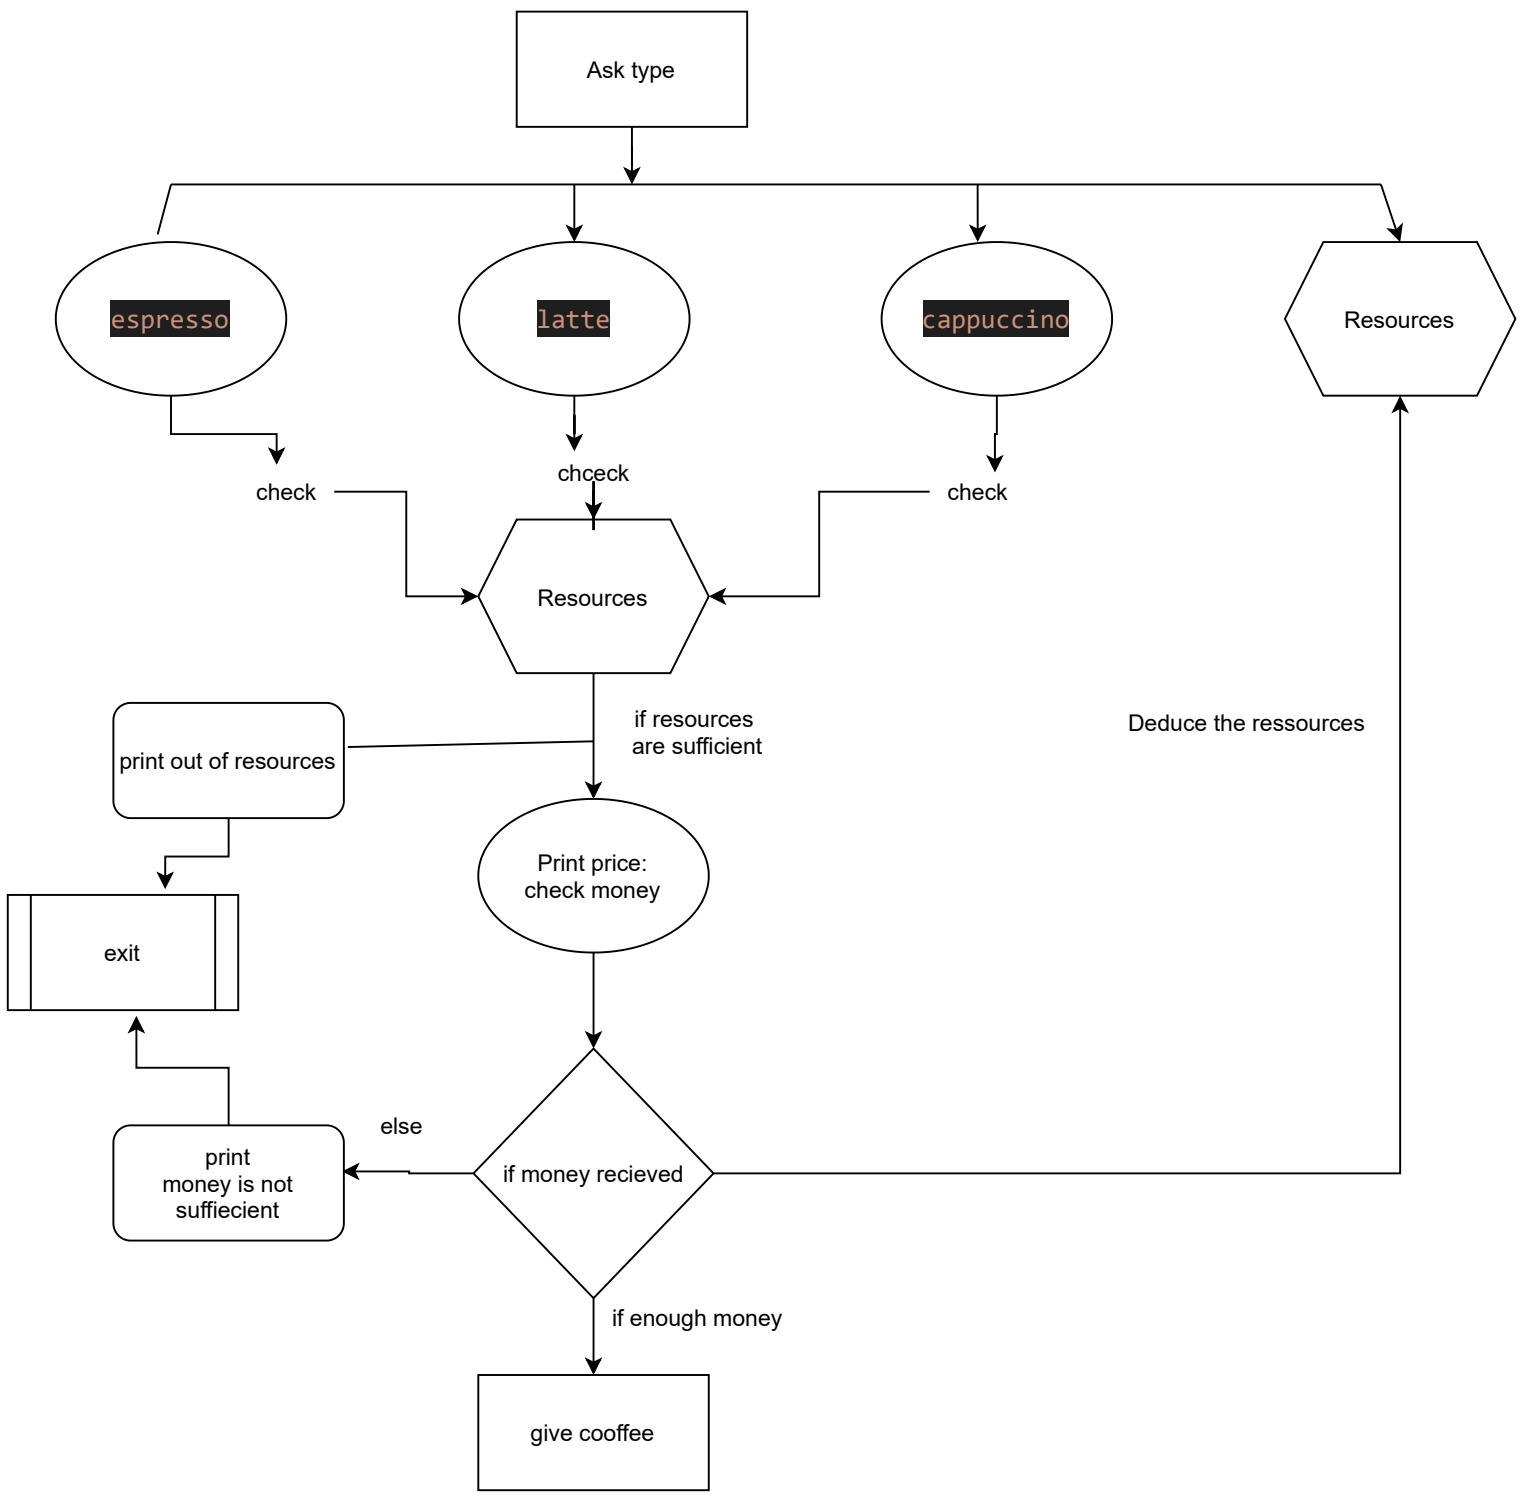 Ask type
espresso
latte
cappuccino
Resources
check
chceck
check
Resources
if resources
are sufficient
Deduce the ressources
print out of resources
Print price:
check money
exit
else
print
money is not
suffiecient
if money recieved
if enough money
give cooffee